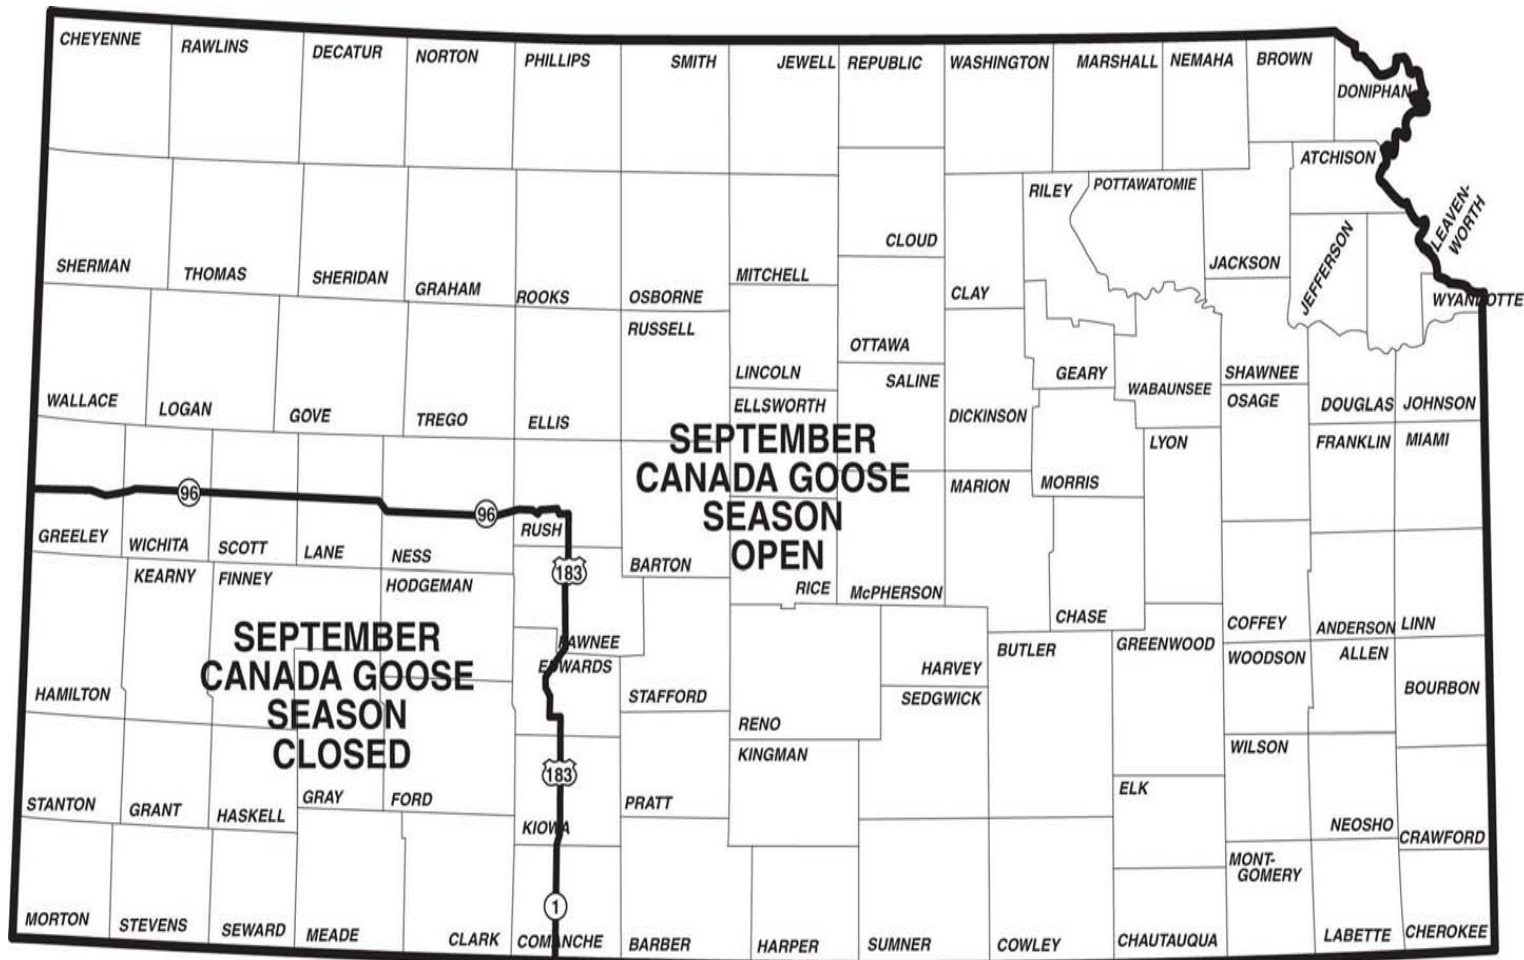 CHEYENNE
RAWLINS
DECATUR
NORTON
PHILLIPS
SMITH
JEWELL
REPUBLIC
WASHINGTON
MARSHALL
NEMAHA
BROWN
DONIPHAN
ATCHISON
RILEY
POTTAWATOMIE
LEAVEN-
WORTH
CLOUD
SHERMAN
THOMAS
SHERIDAN
GRAHAM
ROOKS
OSBORNE
MITCHELL
CLAY
JACKSON
JEFFERSON
WYANDOTTE
RUSSELL
OTTAWA
LINCOLN
SALINE
GEARY
WABAUNSEE
SHAWNEE
WALLACE
LOGAN
GOVE
TREGO
ELLIS
ELLSWORTH
DICKINSON
OSAGE
DOUGLAS
JOHNSON
LYON
FRANKLIN
MIAMI
SEPTEMBER
CANADA GOOSE
SEASON
OPEN
MARION
MORRIS
96
96
GREELEY
WICHITA
SCOTT
LANE
NESS
RUSH
183
BARTON
RICE
McPHERSON
KEARNY
FINNEY
HODGEMAN
CHASE
COFFEY
ANDERSON
LINN
SEPTEMBER
CANADA GOOSE
SEASON
CLOSED
PAWNEE
EDWARDS
HARVEY
BUTLER
GREENWOOD
WOODSON
ALLEN
HAMILTON
STAFFORD
SEDGWICK
BOURBON
RENO
KINGMAN
WILSON
183
STANTON
GRANT
HASKELL
GRAY
FORD
PRATT
ELK
KIOWA
NEOSHO
CRAWFORD
MONT-
GOMERY
1
MORTON
STEVENS
SEWARD
MEADE
CLARK
COMANCHE
BARBER
HARPER
SUMNER
COWLEY
CHAUTAUQUA
LABETTE
CHEROKEE